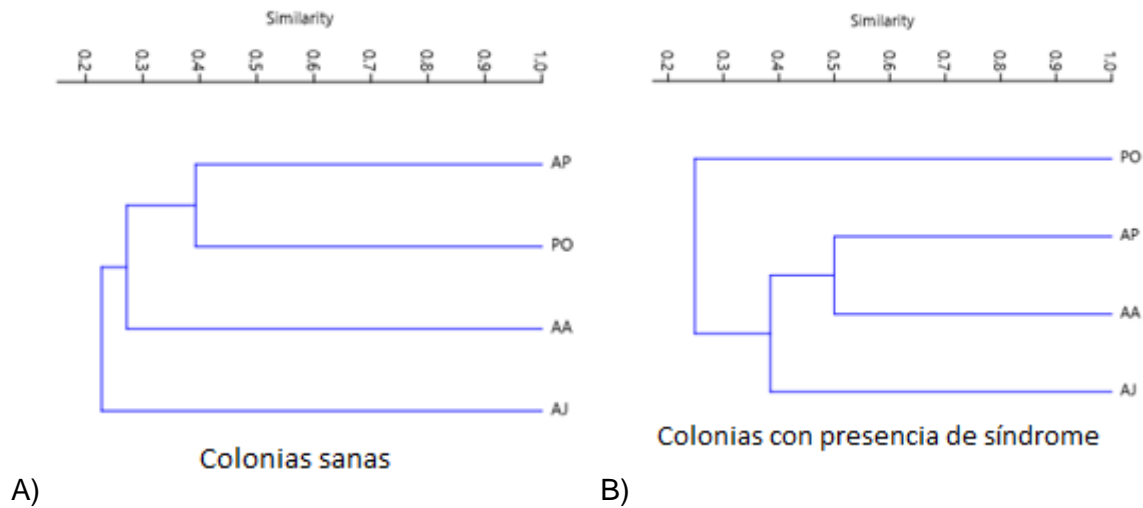 Similarity
0.2 0.3 0.4 0.5 0.6 0.7 0.8 0.9 1.0
AP
PO
AA
AJ
Colonias sanas
A)
Similarity
0.2 0.3 0.4 0.5 0.6 0.7 0.8 0.9 1.0
PO
AP
AA
AJ
Colonias con presencia de síndrome
B)